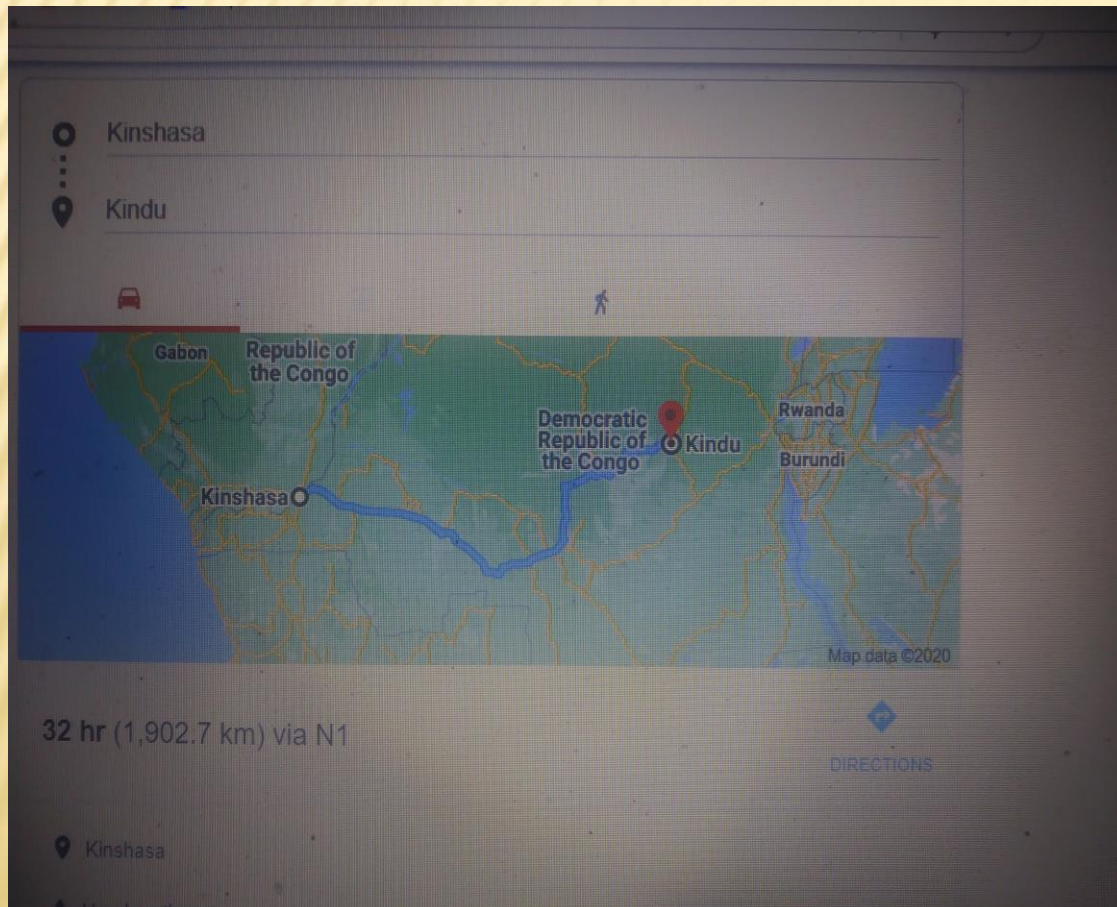 Kinshasa
Kindu
Gabon
Republic of
the Congo
Democratic
Republic of
the Congo
Kindu
Rwanda
Burundi
Kinshasa
Map data ©2020
32 hr (1,902.7 km) via N1
DIRECTIONS
Kinshasa